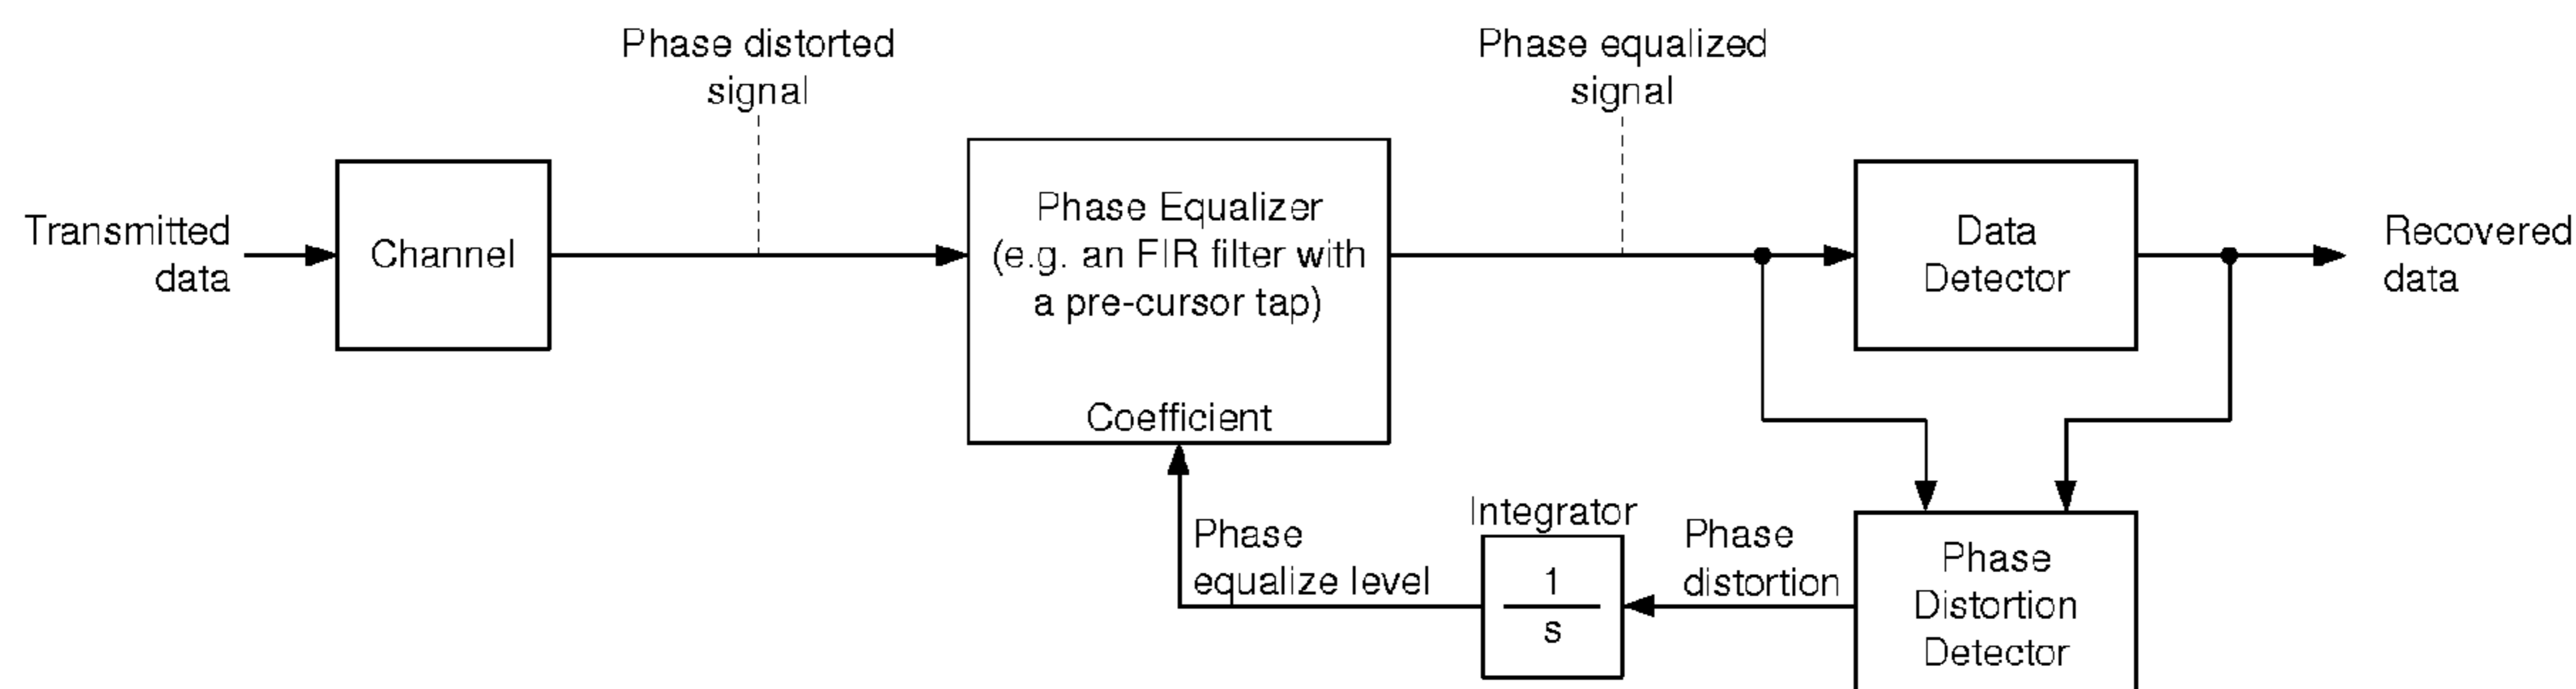 Phase distorted
signal
Phase equalized
signal
Transmitted
data
Channel
Phase Equalizer
(e.g. an FIR filter with
a pre-cursor tap)
Coefficient
Data
Detector
Recovered
data
Phase
equalize level
Integrator
1
s
Phase
distortion
Phase
Distortion
Detector